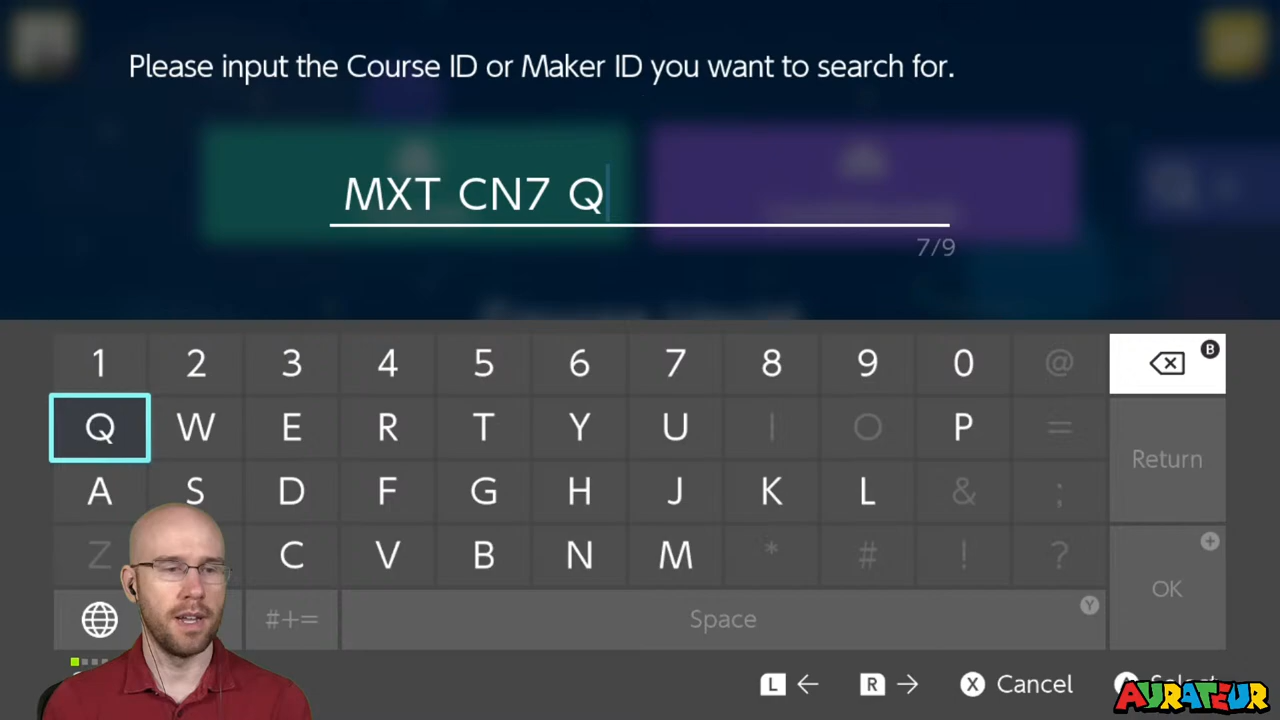 Please input the Course ID or Maker ID you want to search for.
MXT CN7 Q
7/9
1 2 3 4 5 6 7 8 9 0 @ B
Q W E R T Y U I O P =
Return
A S D F G H J K L & ;
Z C V B N M * # ! ?
+
OK
#+= Space Y
L ← R → X Cancel
AURATEUR